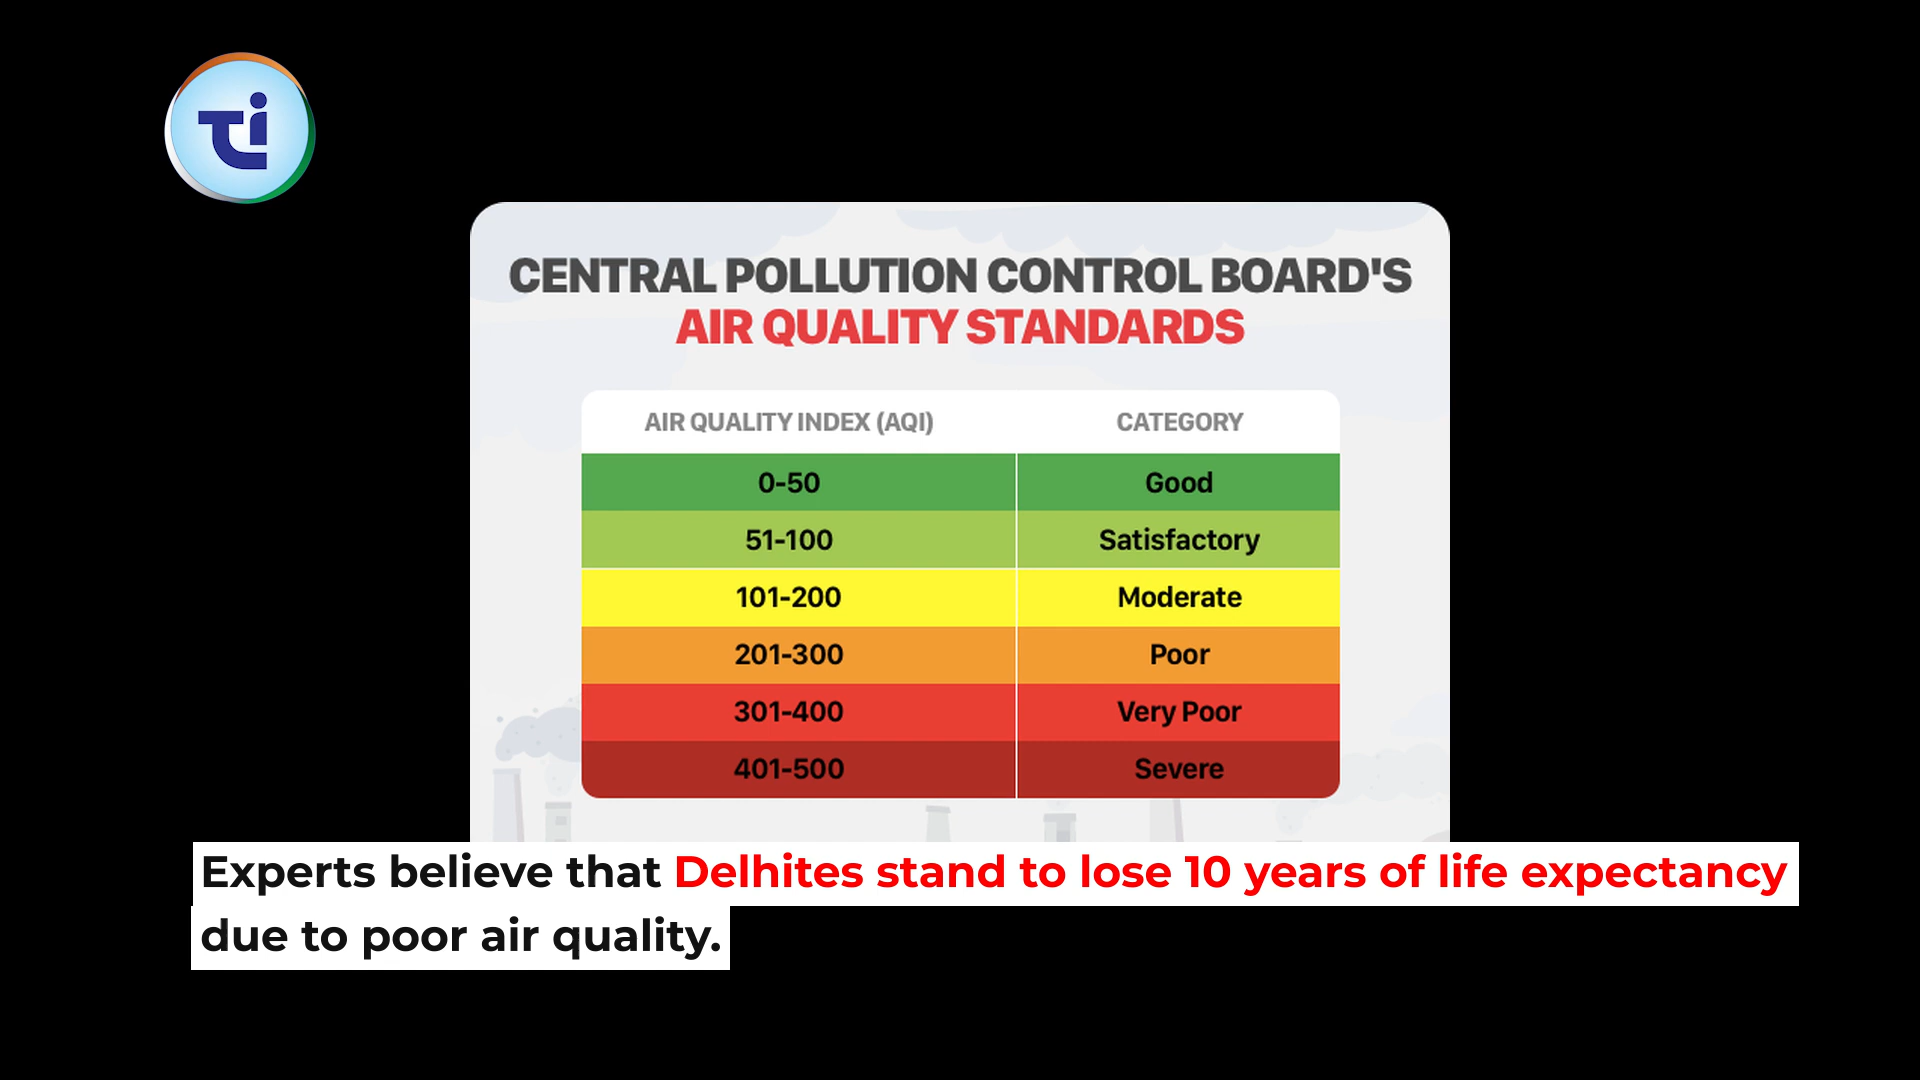 Ti
CENTRAL POLLUTION CONTROL BOARD'S
AIR QUALITY STANDARDS
AIR QUALITY INDEX (AQI) CATEGORY
0-50 Good
51-100 Satisfactory
101-200 Moderate
201-300 Poor
301-400 Very Poor
401-500 Severe
Experts believe that Delhites stand to lose 10 years of life expectancy
due to poor air quality.